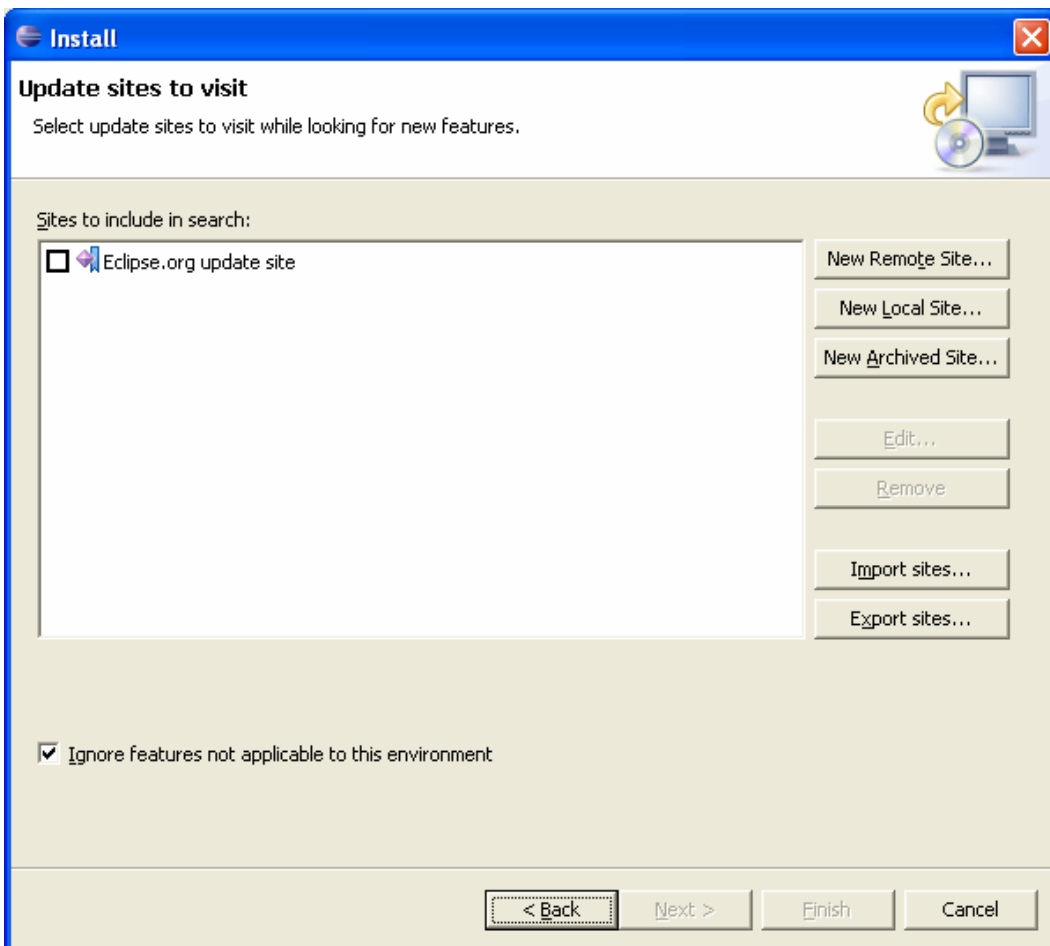 Install
Update sites to visit
Select update sites to visit while looking for new features.
Sites to include in search:
Eclipse.org update site
New Remote Site...
New Local Site...
New Archived Site...
Edit...
Remove
Import sites...
Export sites...
Ignore features not applicable to this environment
< Back
Next >
Finish
Cancel